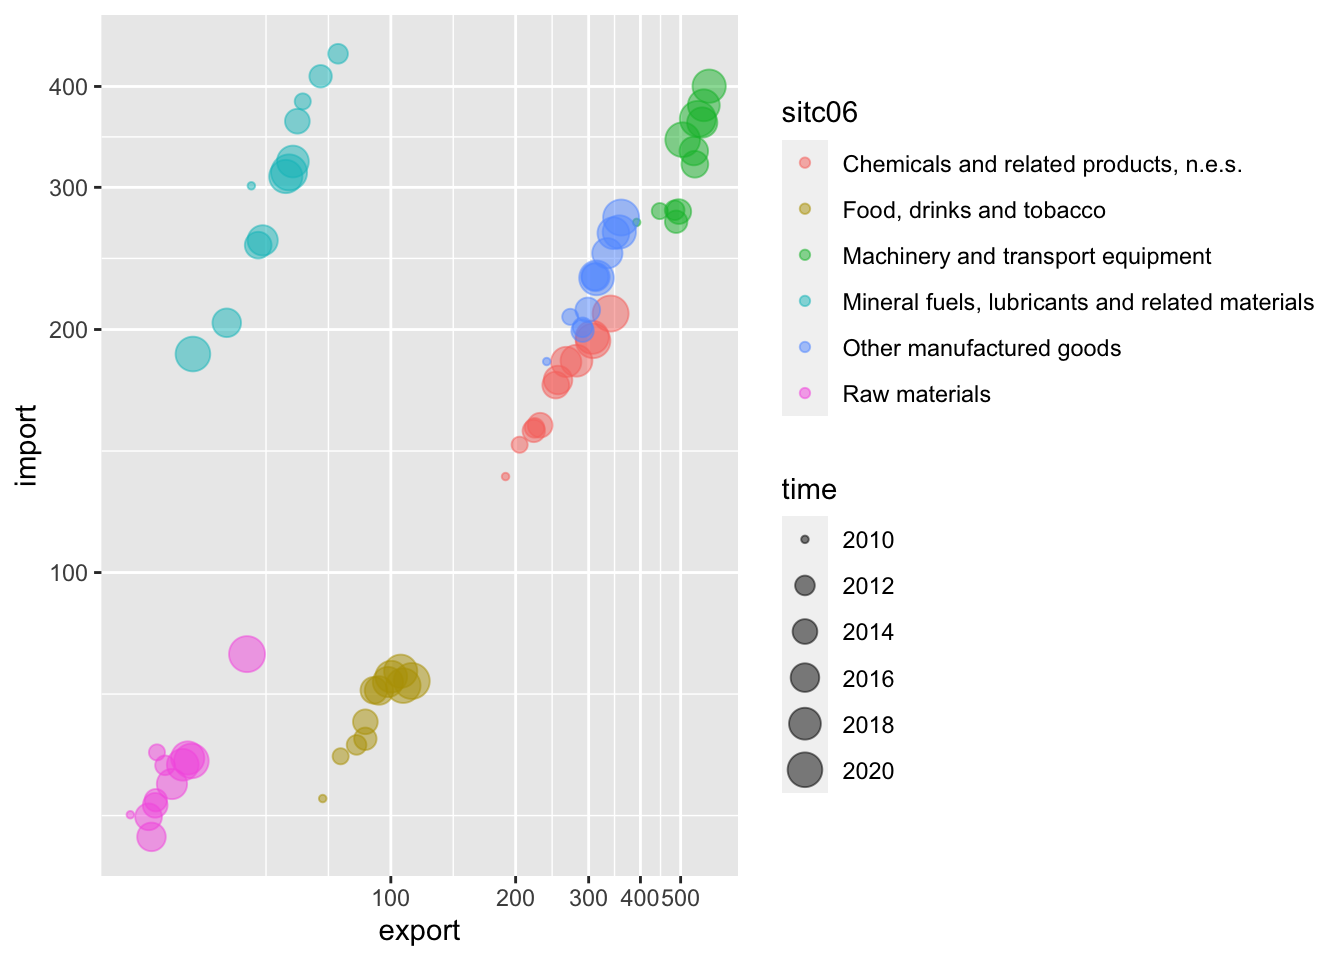 400
300
200
100
import
100
200
300
400
500
export
sitc06
Chemicals and related products, n.e.s.
Food, drinks and tobacco
Machinery and transport equipment
Mineral fuels, lubricants and related materials
Other manufactured goods
Raw materials
time
2010
2012
2014
2016
2018
2020